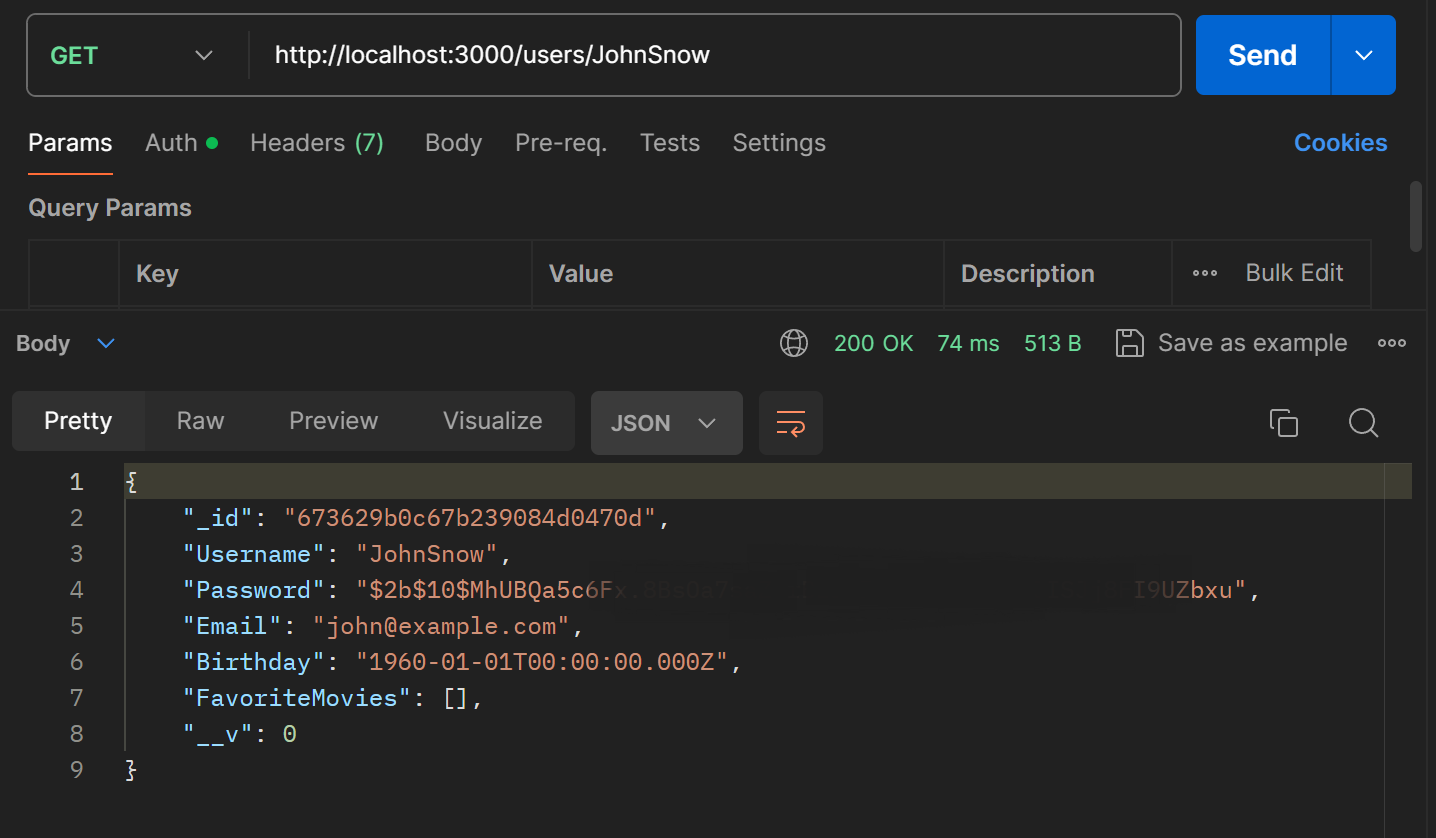 GET http://localhost:3000/users/JohnSnow Send
Params Auth Headers (7) Body Pre-req. Tests Settings Cookies
Query Params
Key Value Description Bulk Edit
Body 200 OK 74 ms 513 B Save as example
Pretty Raw Preview Visualize JSON
1 {
2 "_id": "673629b0c67b239084d0470d",
3 "Username": "JohnSnow",
4 "Password": "$2b$10$MhUBQa5c6Fx I9UZbxu",
5 "Email": "john@example.com",
6 "Birthday": "1960-01-01T00:00:00.000Z",
7 "FavoriteMovies": [],
8 "__v": 0
9 }